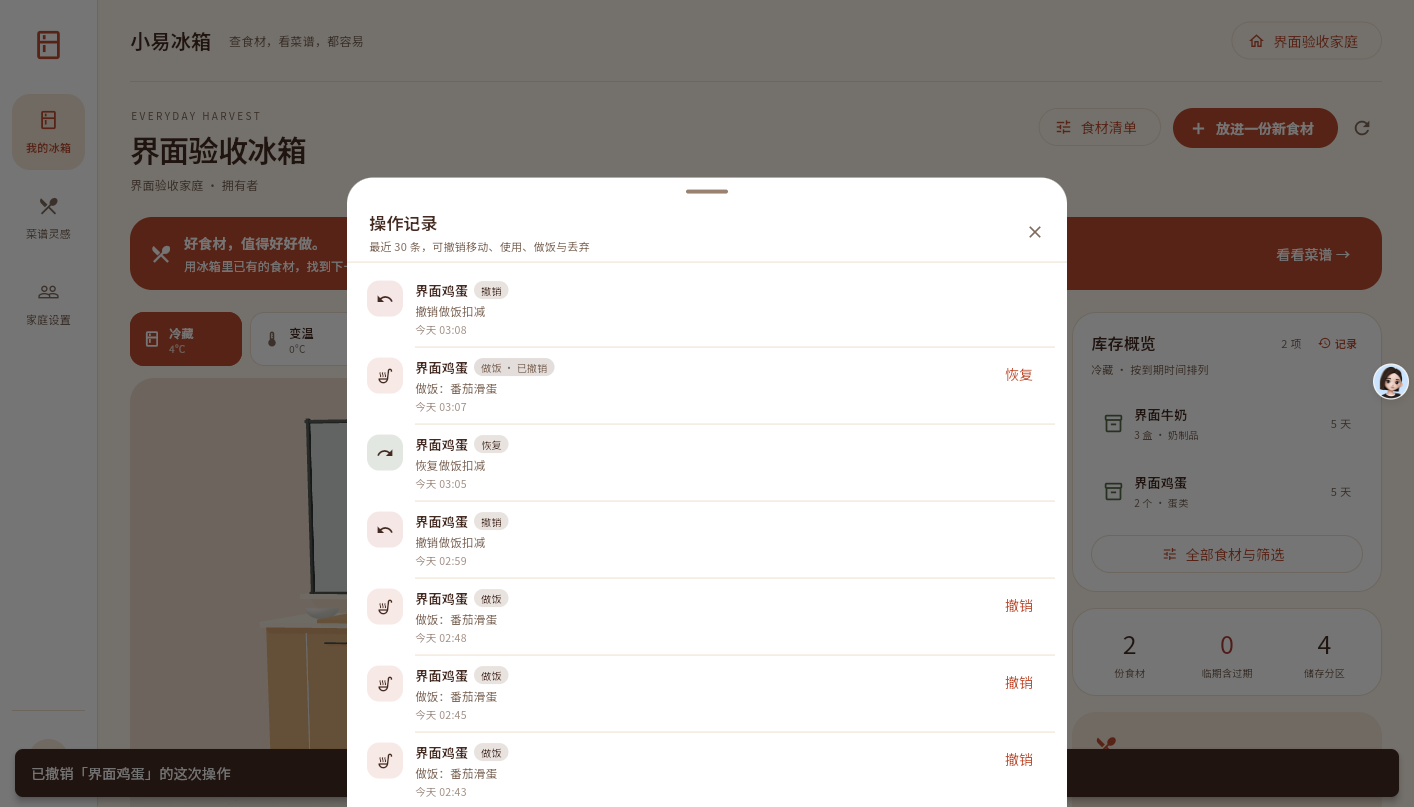 小易冰箱
查食材，看菜谱，都容易
界面验收家庭
我的冰箱
菜谱灵感
家庭设置
EVERYDAY HARVEST
界面验收冰箱
界面验收家庭 · 拥有者
食材清单
放进一份新食材
好食材，值得好好做。
用冰箱里已有的食材，找到下一
看看菜谱 →
冷藏
4°C
变温
0°C
操作记录
最近 30 条，可撤销移动、使用、做饭与丢弃
界面鸡蛋 撤销
撤销做饭扣减
今天 03:08
界面鸡蛋 做饭 · 已撤销
做饭：番茄滑蛋
今天 03:07
恢复
界面鸡蛋 恢复
恢复做饭扣减
今天 03:05
界面鸡蛋 撤销
撤销做饭扣减
今天 02:59
界面鸡蛋 做饭
做饭：番茄滑蛋
今天 02:48
撤销
界面鸡蛋 做饭
做饭：番茄滑蛋
今天 02:45
撤销
界面鸡蛋 做饭
做饭：番茄滑蛋
今天 02:43
撤销
库存概览
2 项
记录
冷藏 · 按到期时间排列
界面牛奶
3 盒 · 奶制品
5 天
界面鸡蛋
2 个 · 蛋类
5 天
全部食材与筛选
2
份食材
0
临期含过期
4
储存分区
已撤销「界面鸡蛋」的这次操作